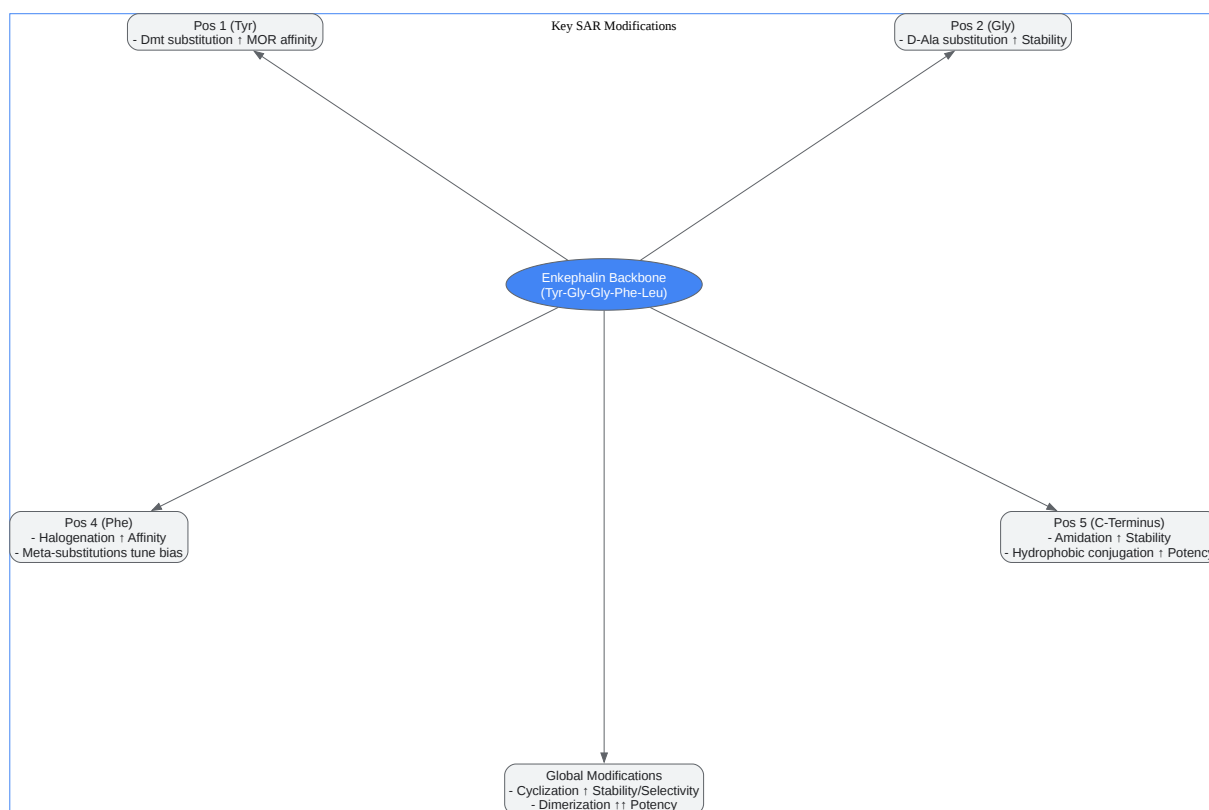 Key SAR Modifications
Pos 1 (Tyr)
- Dmt substitution ↑ MOR affinity
Pos 2 (Gly)
- D-Ala substitution ↑ Stability
Enkephalin Backbone
(Tyr-Gly-Gly-Phe-Leu)
Pos 4 (Phe)
- Halogenation ↑ Affinity
- Meta-substitutions tune bias
Pos 5 (C-Terminus)
- Amidation ↑ Stability
- Hydrophobic conjugation ↑ Potency
Global Modifications
- Cyclization ↑ Stability/Selectivity
- Dimerization ↑↑ Potency